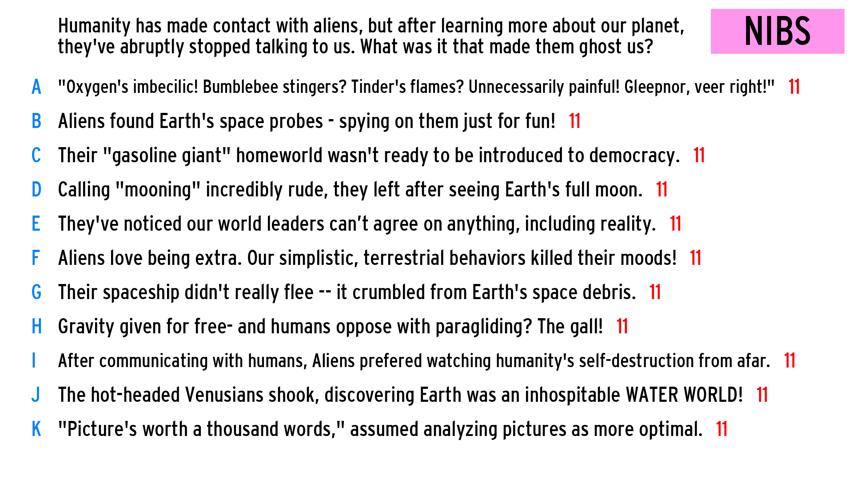 Humanity has made contact with aliens, but after learning more about our planet,
they've abruptly stopped talking to us. What was it that made them ghost us?
NIBS
A "Oxygen's imbecilic! Bumblebee stingers? Tinder's flames? Unnecessarily painful! Gleepnor, veer right!" 11
B Aliens found Earth's space probes - spying on them just for fun! 11
C Their "gasoline giant" homeworld wasn't ready to be introduced to democracy. 11
D Calling "mooning" incredibly rude, they left after seeing Earth's full moon. 11
E They've noticed our world leaders can’t agree on anything, including reality. 11
F Aliens love being extra. Our simplistic, terrestrial behaviors killed their moods! 11
G Their spaceship didn't really flee -- it crumbled from Earth's space debris. 11
H Gravity given for free- and humans oppose with paragliding? The gall! 11
I After communicating with humans, Aliens prefered watching humanity's self-destruction from afar. 11
J The hot-headed Venusians shook, discovering Earth was an inhospitable WATER WORLD! 11
K "Picture's worth a thousand words," assumed analyzing pictures as more optimal. 11